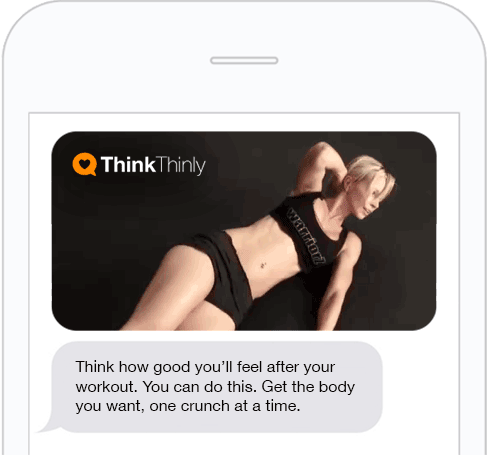 ThinkThinly
warrior
Think how good you'll feel after your
workout. You can do this. Get the body
you want, one crunch at a time.